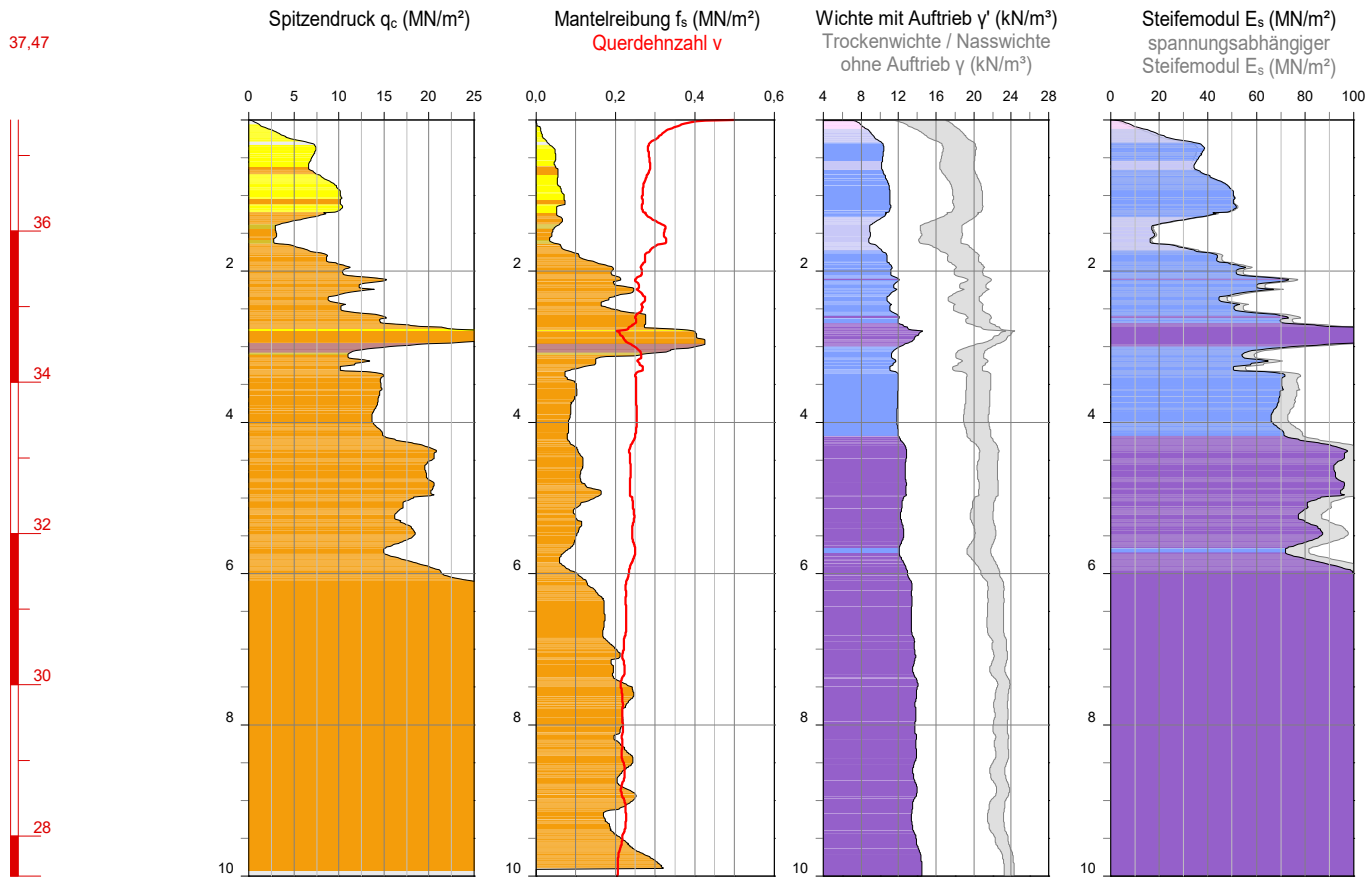 Spitzendruck qc (MN/m²)
Mantelreibung fs (MN/m²)
Querdehnzahl ν
Wichte mit Auftrieb γ' (kN/m³)
Trockenwichte / Nasswichte
ohne Auftrieb γ (kN/m³)
Steifemodul Es (MN/m²)
spannungsabhängiger
Steifemodul Es (MN/m²)
37,47
0 5 10 15 20 25
0,0 0,2 0,4 0,6
4 8 12 16 20 24 28
0 20 40 60 80 100
36
2 2 2 2
34
4 4 4 4
32
6 6 6 6
30
8 8 8 8
28
10 10 10 10